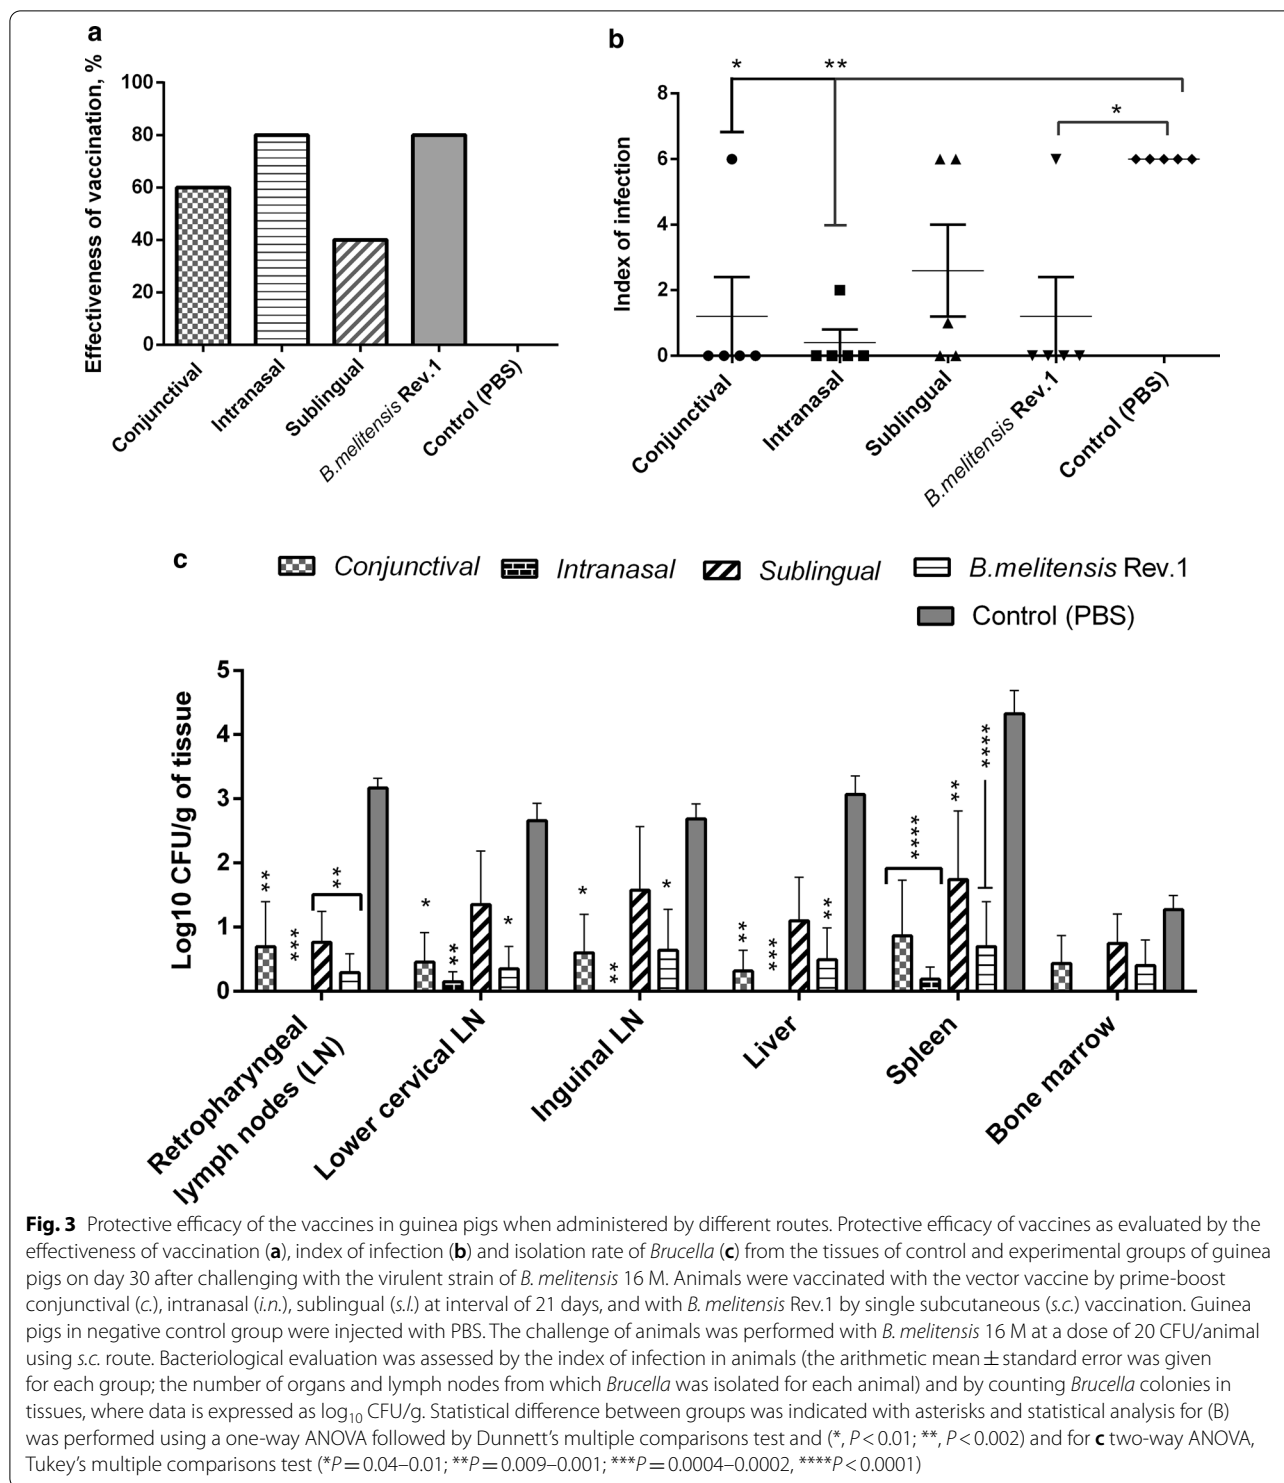 a
Effectiveness of vaccination, %
100
80
60
40
20
0
Conjunctival
Intranasal
Sublingual
B.melitensis Rev.1
Control (PBS)
b
Index of infection
8
6
4
2
0
*
**
*
Conjunctival
Intranasal
Sublingual
B.melitensis Rev.1
Control (PBS)
c
Conjunctival
Intranasal
Sublingual
B.melitensis Rev.1
Control (PBS)
Log10 CFU/g of tissue
5
4
3
2
1
0
**
***
**
*
**
*
*
**
*
**
***
**
****
**
****
Retropharyngeal
lymph nodes (LN)
Lower cervical LN
Inguinal LN
Liver
Spleen
Bone marrow
Fig. 3 Protective efficacy of the vaccines in guinea pigs when administered by different routes. Protective efficacy of vaccines as evaluated by the
effectiveness of vaccination (a), index of infection (b) and isolation rate of Brucella (c) from the tissues of control and experimental groups of guinea
pigs on day 30 after challenging with the virulent strain of B. melitensis 16 M. Animals were vaccinated with the vector vaccine by prime-boost
conjunctival (c.), intranasal (i.n.), sublingual (s.l.) at interval of 21 days, and with B. melitensis Rev.1 by single subcutaneous (s.c.) vaccination. Guinea
pigs in negative control group were injected with PBS. The challenge of animals was performed with B. melitensis 16 M at a dose of 20 CFU/animal
using s.c. route. Bacteriological evaluation was assessed by the index of infection in animals (the arithmetic mean ± standard error was given
for each group; the number of organs and lymph nodes from which Brucella was isolated for each animal) and by counting Brucella colonies in
tissues, where data is expressed as log₁₀ CFU/g. Statistical difference between groups was indicated with asterisks and statistical analysis for (B)
was performed using a one-way ANOVA followed by Dunnett's multiple comparisons test and (*, P < 0.01; **, P < 0.002) and for c two-way ANOVA,
Tukey's multiple comparisons test (*P = 0.04–0.01; **P = 0.009–0.001; ***P = 0.0004–0.0002, ****P < 0.0001)